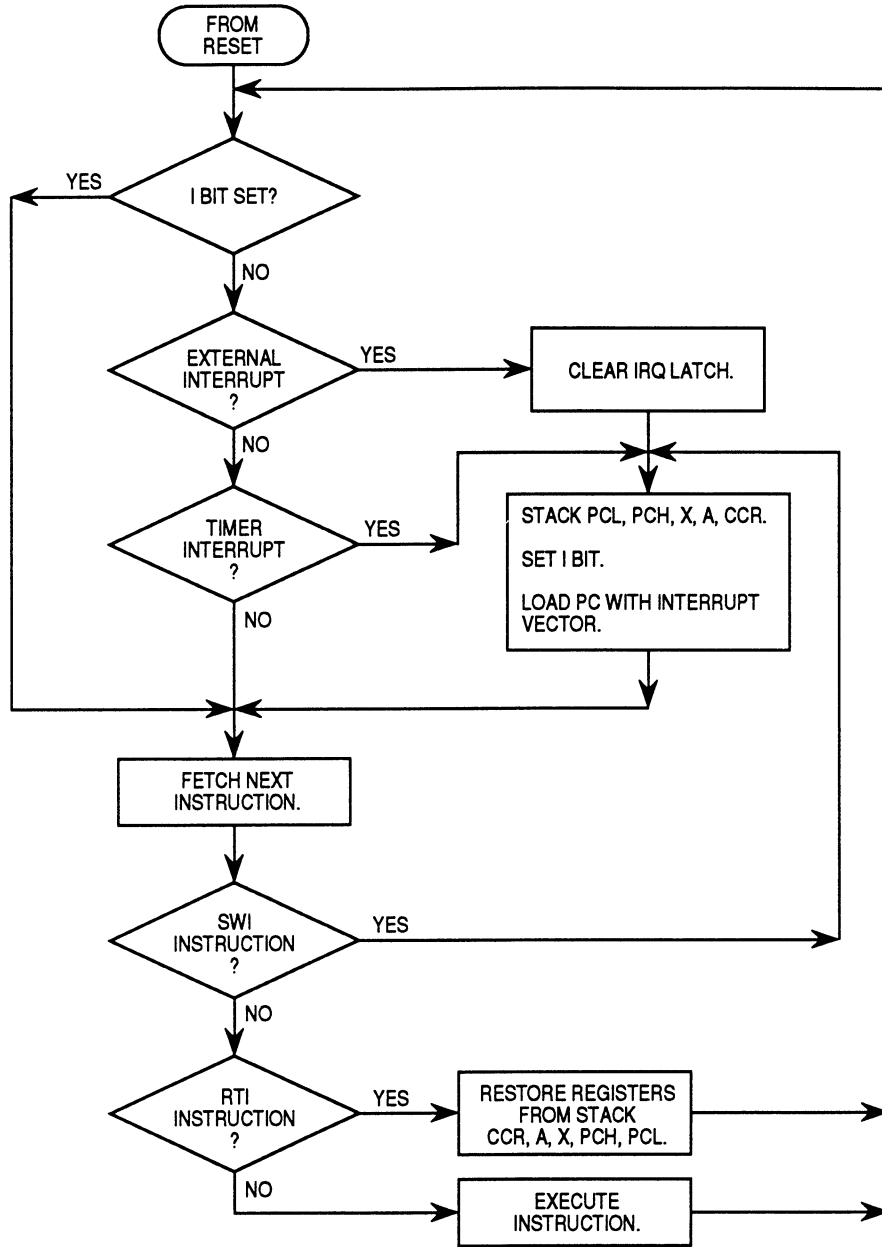 FROM
RESET
YES
I BIT SET?
NO
EXTERNAL
INTERRUPT
?
YES
CLEAR IRQ LATCH.
NO
TIMER
INTERRUPT
?
YES
STACK PCL, PCH, X, A, CCR.
SET I BIT.
LOAD PC WITH INTERRUPT
VECTOR.
NO
FETCH NEXT
INSTRUCTION.
SWI
INSTRUCTION
?
YES
NO
RTI
INSTRUCTION
?
YES
RESTORE REGISTERS
FROM STACK
CCR, A, X, PCH, PCL.
NO
EXECUTE
INSTRUCTION.